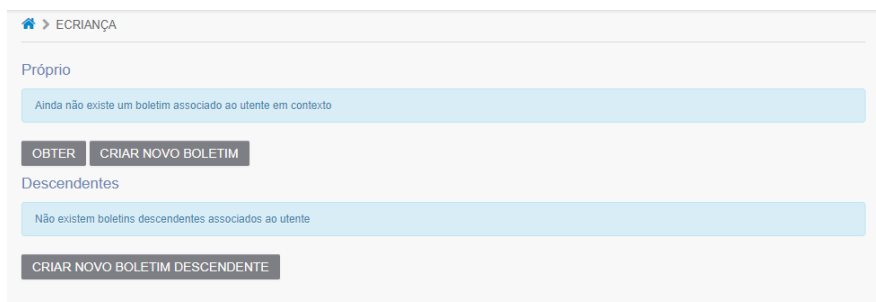 > ECRIANÇA
Próprio
Ainda não existe um boletim associado ao utente em contexto
OBTER CRIAR NOVO BOLETIM
Descendentes
Não existem boletins descendentes associados ao utente
CRIAR NOVO BOLETIM DESCENDENTE